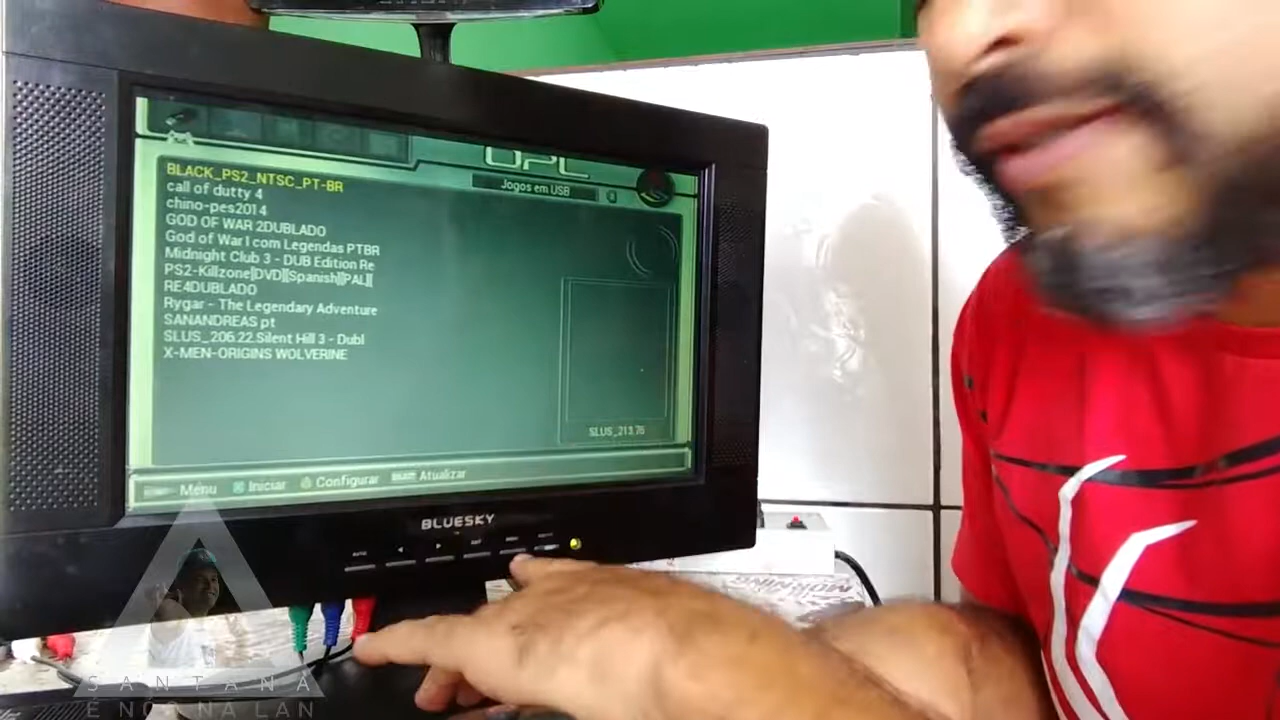 OPL
Jogos em USB
BLACK_PS2_NTSC_PT-BR
call of dutty 4
chino-pes2014
GOD OF WAR 2DUBLADO
God of War I com Legendas PTBR
Midnight Club 3 - DUB Edition Re
PS2-Killzone[DVD][Spanish][PAL][
RE4DUBLADO
Rygar - The Legendary Adventure
SANANDREAS pt
SLUS_206.22.Silent Hill 3 - Dubl
X-MEN-ORIGINS WOLVERINE
SLUS_213.76
Menu Iniciar Configurar Atualizar
BLUESKY
MORNING
SANTANA
É NÓS NA LAN